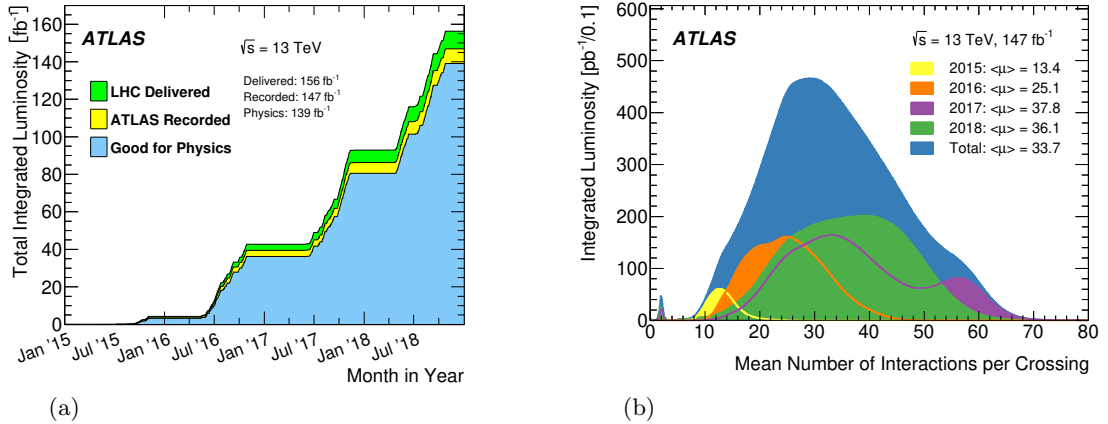 Total Integrated Luminosity [fb⁻¹]
160
140
120
100
80
60
40
20
0
ATLAS
√s = 13 TeV
Delivered: 156 fb⁻¹
Recorded: 147 fb⁻¹
Physics: 139 fb⁻¹
LHC Delivered
ATLAS Recorded
Good for Physics
Jan '15
Jul '15
Jan '16
Jul '16
Jan '17
Jul '17
Jan '18
Jul '18
Month in Year
(a)
Integrated Luminosity [pb⁻¹/0.1]
600
500
400
300
200
100
0
ATLAS
√s = 13 TeV, 147 fb⁻¹
2015: <μ> = 13.4
2016: <μ> = 25.1
2017: <μ> = 37.8
2018: <μ> = 36.1
Total: <μ> = 33.7
0 10 20 30 40 50 60 70 80
Mean Number of Interactions per Crossing
(b)